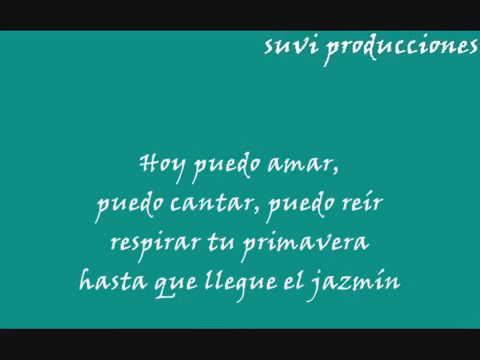 suvi producciones
Hoy puedo amar,
puedo cantar, puedo reír
respirar tu primavera
hasta que llegue el jazmín